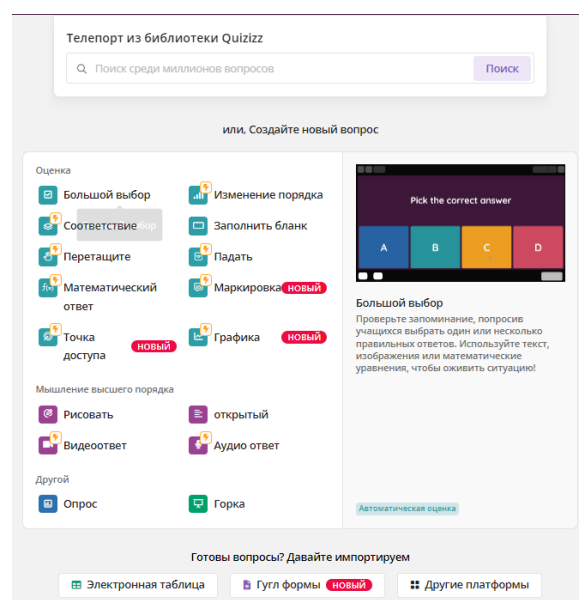 Телепорт из библиотеки Quizizz
Поиск среди миллионов вопросов
Поиск
или, Создайте новый вопрос
Оценка
Большой выбор
Изменение порядка
Соответствие
Заполнить бланк
Перетащите
Падать
Математический
ответ
Маркировка
НОВЫЙ
Точка
доступа
НОВЫЙ
Графика
НОВЫЙ
Мышление высшего порядка
Рисовать
открытый
Видеоответ
Аудио ответ
Другой
Опрос
Горка
Pick the correct answer
A
B
C
D
Большой выбор
Проверьте запоминание, попросив
учащихся выбрать один или несколько
правильных ответов. Используйте текст,
изображения или математические
уравнения, чтобы оживить ситуацию!
Автоматическая оценка
Готовы вопросы? Давайте импортируем
Электронная таблица
Гугл формы
НОВЫЙ
Другие платформы